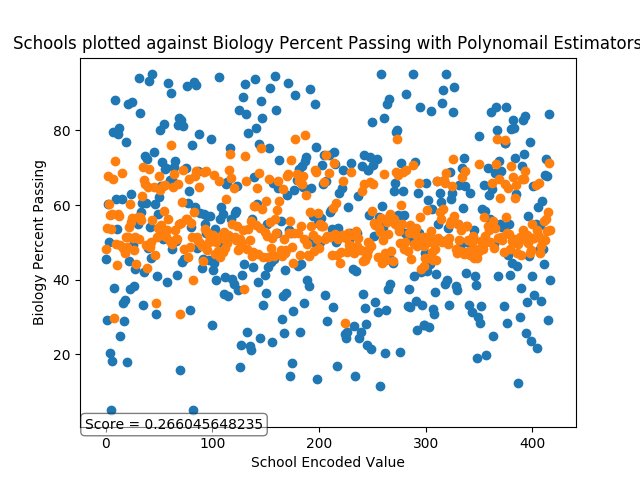 Schools plotted against Biology Percent Passing with Polynomail Estimators
Biology Percent Passing
80
60
40
20
Score = 0.266045648235
0 100 200 300 400
School Encoded Value